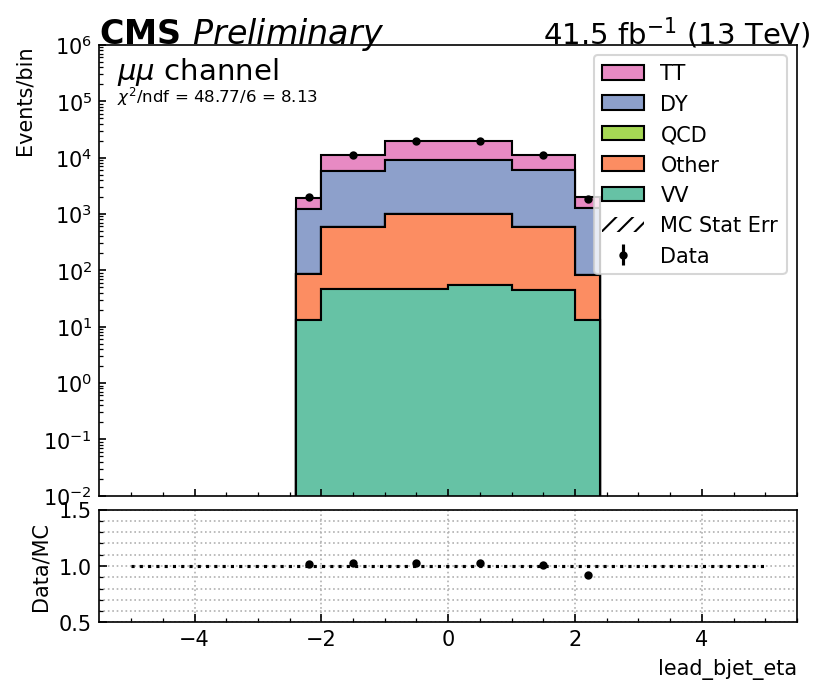 CMS Preliminary 41.5 fb⁻¹ (13 TeV)
μμ channel
χ²/ndf = 48.77/6 = 8.13
Events/bin
10⁶
10⁵
10⁴
10³
10²
10¹
10⁰
10⁻¹
10⁻²
TT
DY
QCD
Other
VV
MC Stat Err
Data
Data/MC
1.5
1.0
0.5
−4 −2 0 2 4
lead_bjet_eta